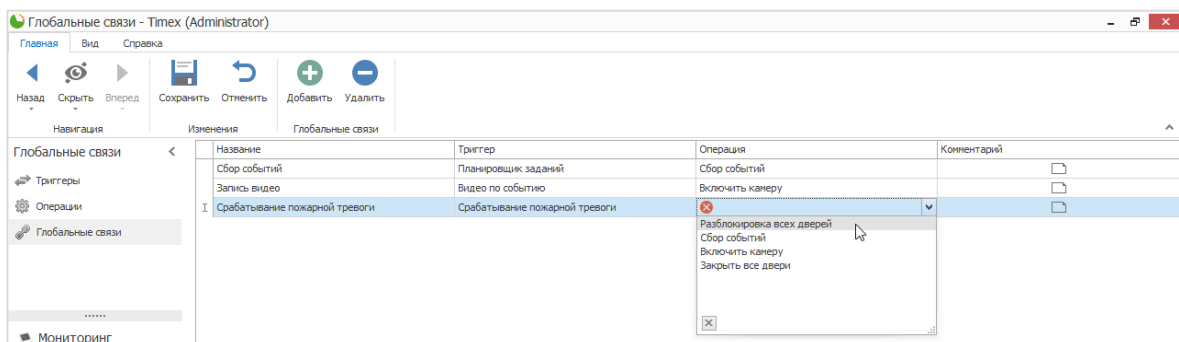 Глобальные связи - Timex (Administrator)
Главная Вид Справка
Назад Скрыть Вперед Сохранить Отменить Добавить Удалить
Навигация Изменения Глобальные связи
Глобальные связи
Триггеры
Операции
Глобальные связи
Мониторинг
Название Триггер Операция Комментарий
Сбор событий Планировщик заданий Сбор событий
Запись видео Видео по событию Включить камеру
Срабатывание пожарной тревоги Срабатывание пожарной тревоги
Разблокировка всех дверей
Сбор событий
Включить камеру
Закрыть все двери